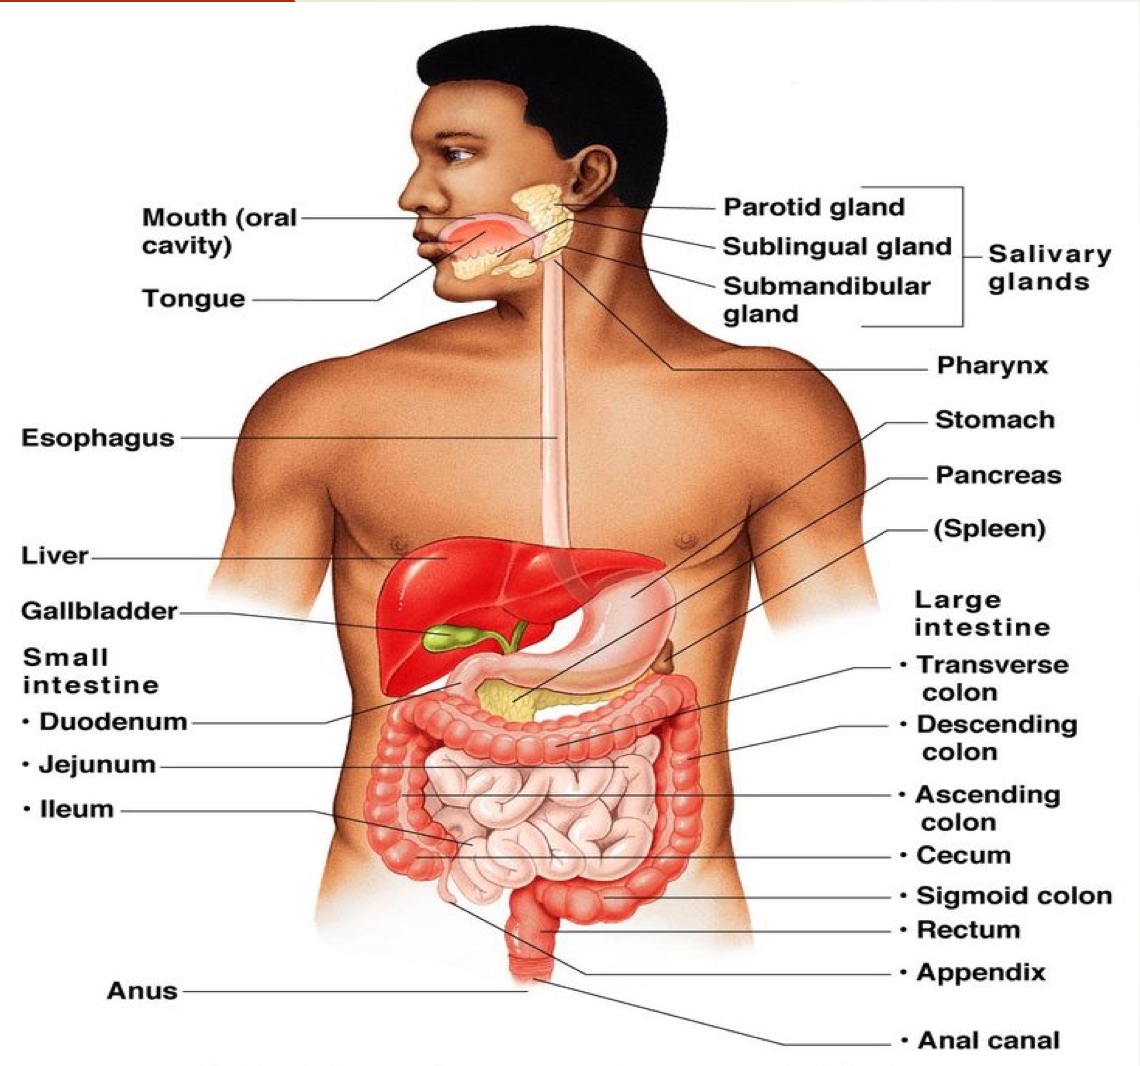 Mouth (oral
cavity)
Tongue
Esophagus
Liver
Gallbladder
Small
intestine
• Duodenum
• Jejunum
• Ileum
Anus
Parotid gland
Sublingual gland
Submandibular
gland
Salivary
glands
Pharynx
Stomach
Pancreas
(Spleen)
Large
intestine
• Transverse
colon
• Descending
colon
• Ascending
colon
• Cecum
• Sigmoid colon
• Rectum
• Appendix
• Anal canal